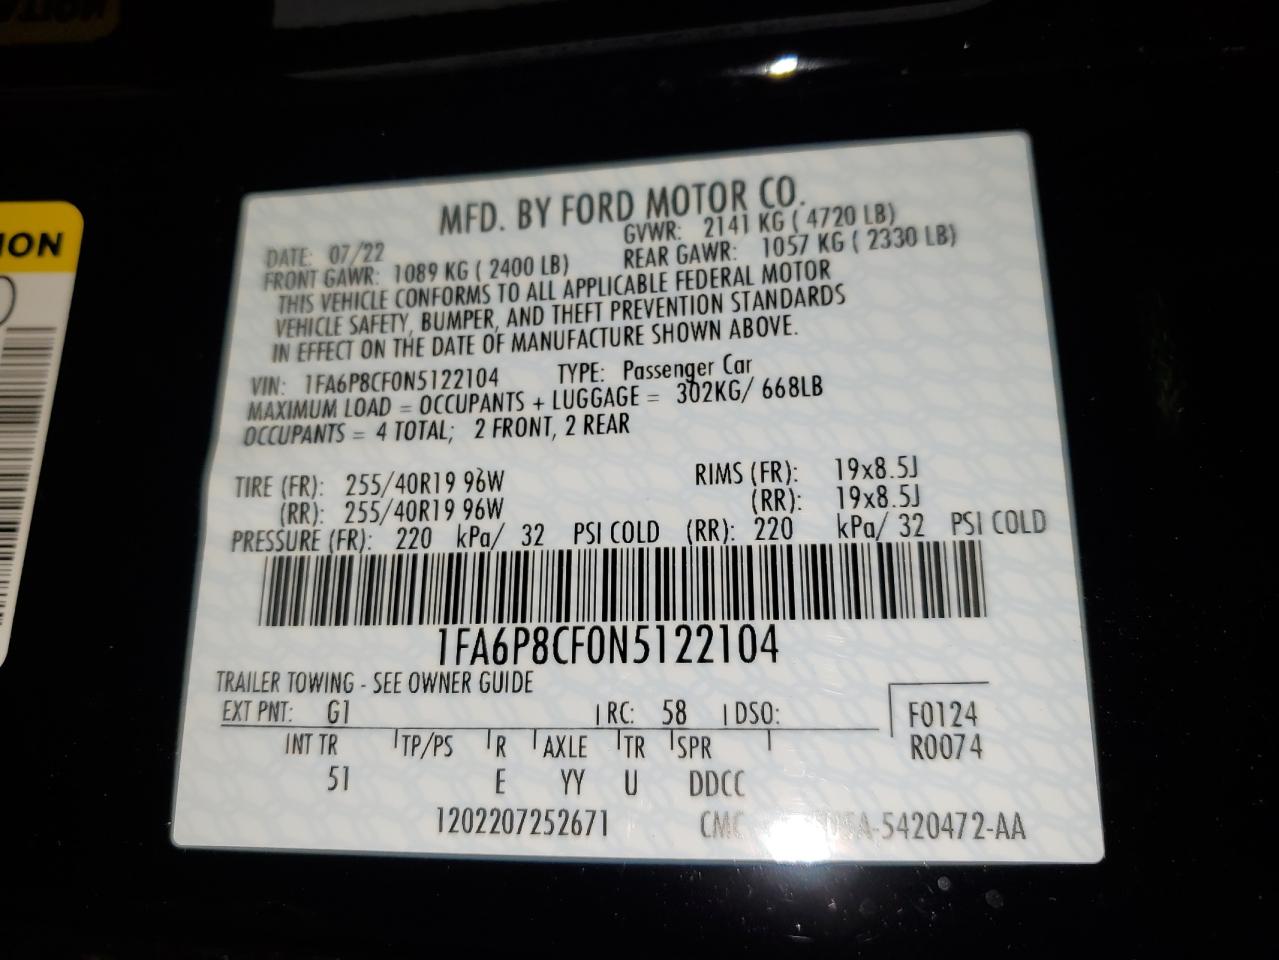 ION
MFD. BY FORD MOTOR CO.
DATE: 07/22 GVWR: 2141 KG ( 4720 LB)
FRONT GAWR: 1089 KG ( 2400 LB) REAR GAWR: 1057 KG ( 2330 LB)
THIS VEHICLE CONFORMS TO ALL APPLICABLE FEDERAL MOTOR
VEHICLE SAFETY, BUMPER, AND THEFT PREVENTION STANDARDS
IN EFFECT ON THE DATE OF MANUFACTURE SHOWN ABOVE.
VIN: 1FA6P8CF0N5122104 TYPE: Passenger Car
MAXIMUM LOAD = OCCUPANTS + LUGGAGE = 302KG/ 668LB
OCCUPANTS = 4 TOTAL; 2 FRONT, 2 REAR
TIRE (FR): 255/40R19 96W RIMS (FR): 19x8.5J
(RR): 255/40R19 96W (RR): 19x8.5J
PRESSURE (FR): 220 kPa/ 32 PSI COLD (RR): 220 kPa/ 32 PSI COLD
1FA6P8CF0N5122104
TRAILER TOWING - SEE OWNER GUIDE
EXT PNT: G1 RC: 58 DSO: F0124
INT TR TP/PS R AXLE TR SPR R0074
51 E YY U DDCC
1202207252671 CMC 5A-5420472-AA